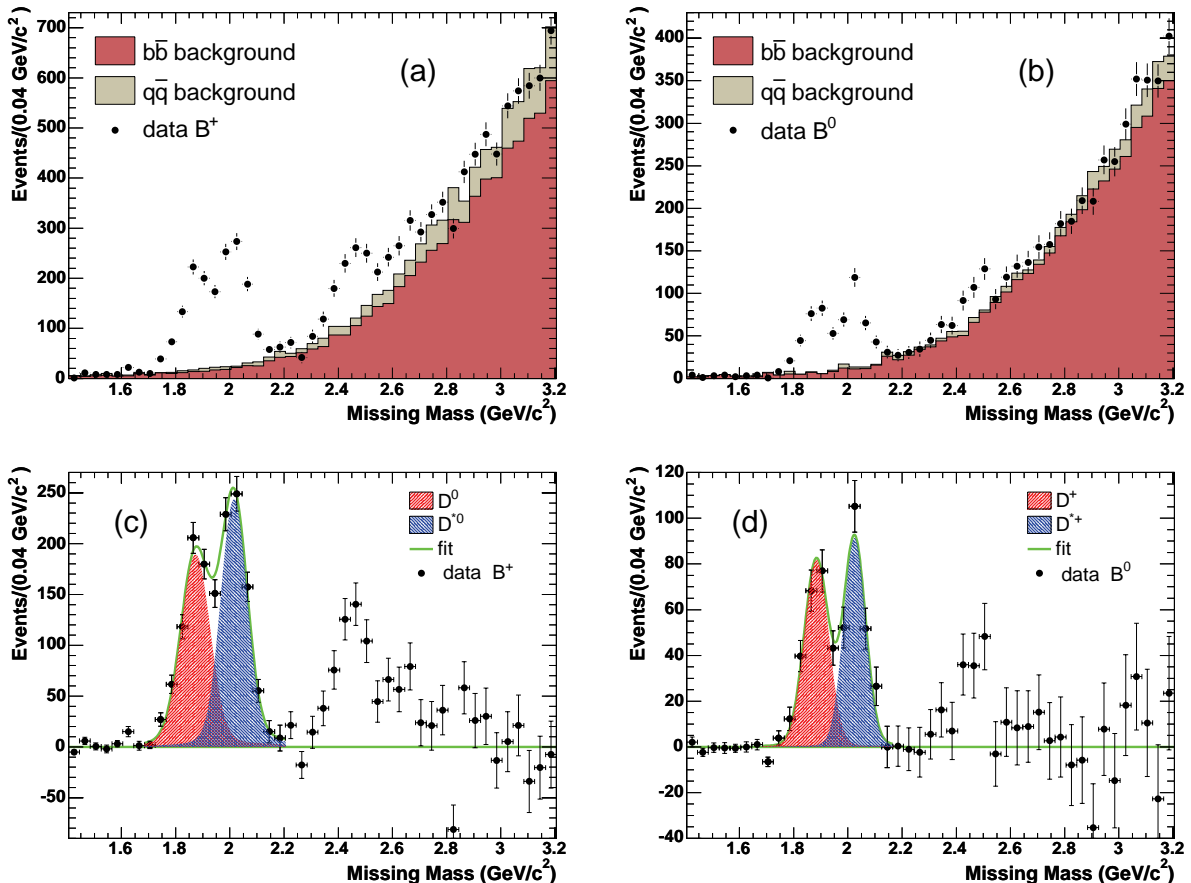 Events/(0.04 GeV/c²)
700
600
500
400
300
200
100
0
bb̄ background
qq̄ background
data B⁺
(a)
1.6 1.8 2 2.2 2.4 2.6 2.8 3 3.2
Missing Mass (GeV/c²)
Events/(0.04 GeV/c²)
400
350
300
250
200
150
100
50
0
bb̄ background
qq̄ background
data B⁰
(b)
1.6 1.8 2 2.2 2.4 2.6 2.8 3 3.2
Missing Mass (GeV/c²)
Events/(0.04 GeV/c²)
250
200
150
100
50
0
-50
(c)
D⁰
D*⁰
fit
data B⁺
1.6 1.8 2 2.2 2.4 2.6 2.8 3 3.2
Missing Mass (GeV/c²)
Events/(0.04 GeV/c²)
120
100
80
60
40
20
0
-20
-40
(d)
D⁺
D*⁺
fit
data B⁰
1.6 1.8 2 2.2 2.4 2.6 2.8 3 3.2
Missing Mass (GeV/c²)